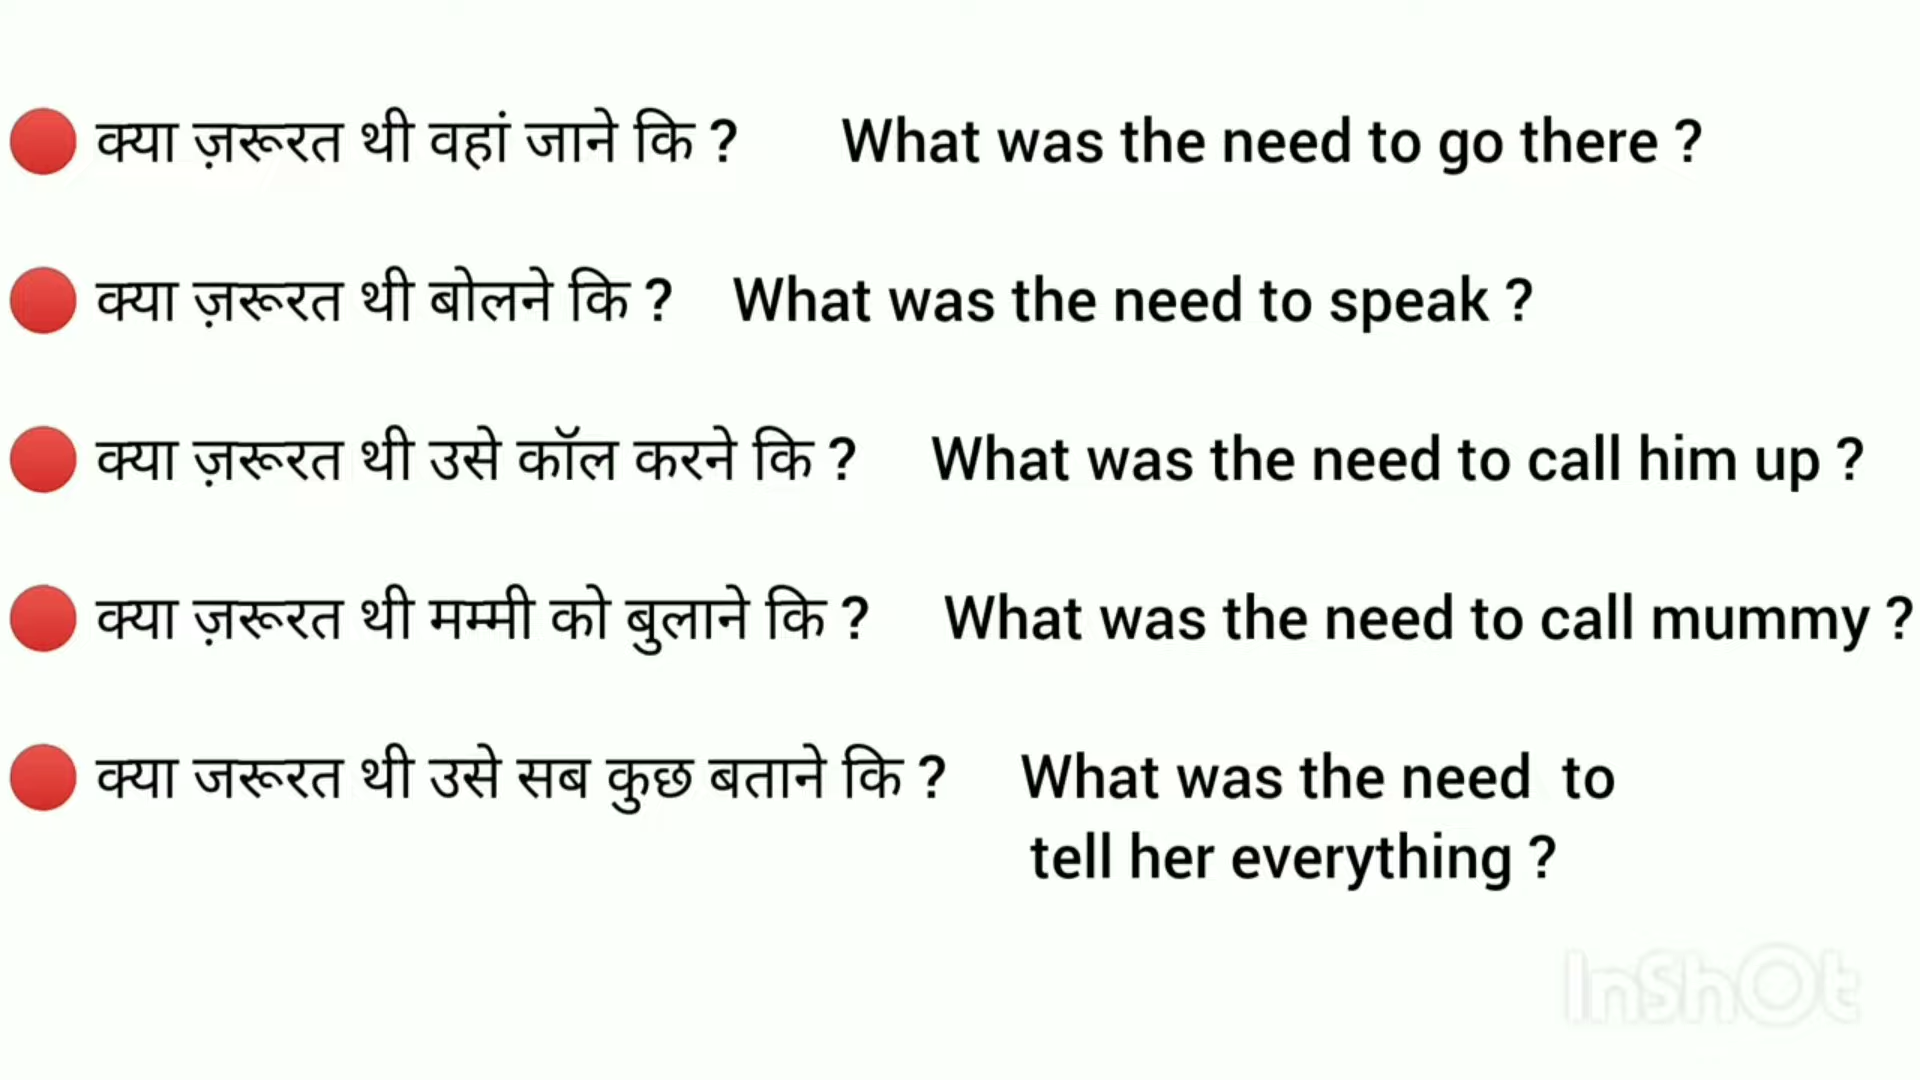 क्या ज़रूरत थी वहां जाने कि ? What was the need to go there ?
क्या ज़रूरत थी बोलने कि ? What was the need to speak ?
क्या ज़रूरत थी उसे कॉल करने कि ? What was the need to call him up ?
क्या ज़रूरत थी मम्मी को बुलाने कि ? What was the need to call mummy ?
क्या जरूरत थी उसे सब कुछ बताने कि ? What was the need to
tell her everything ?
InShOt